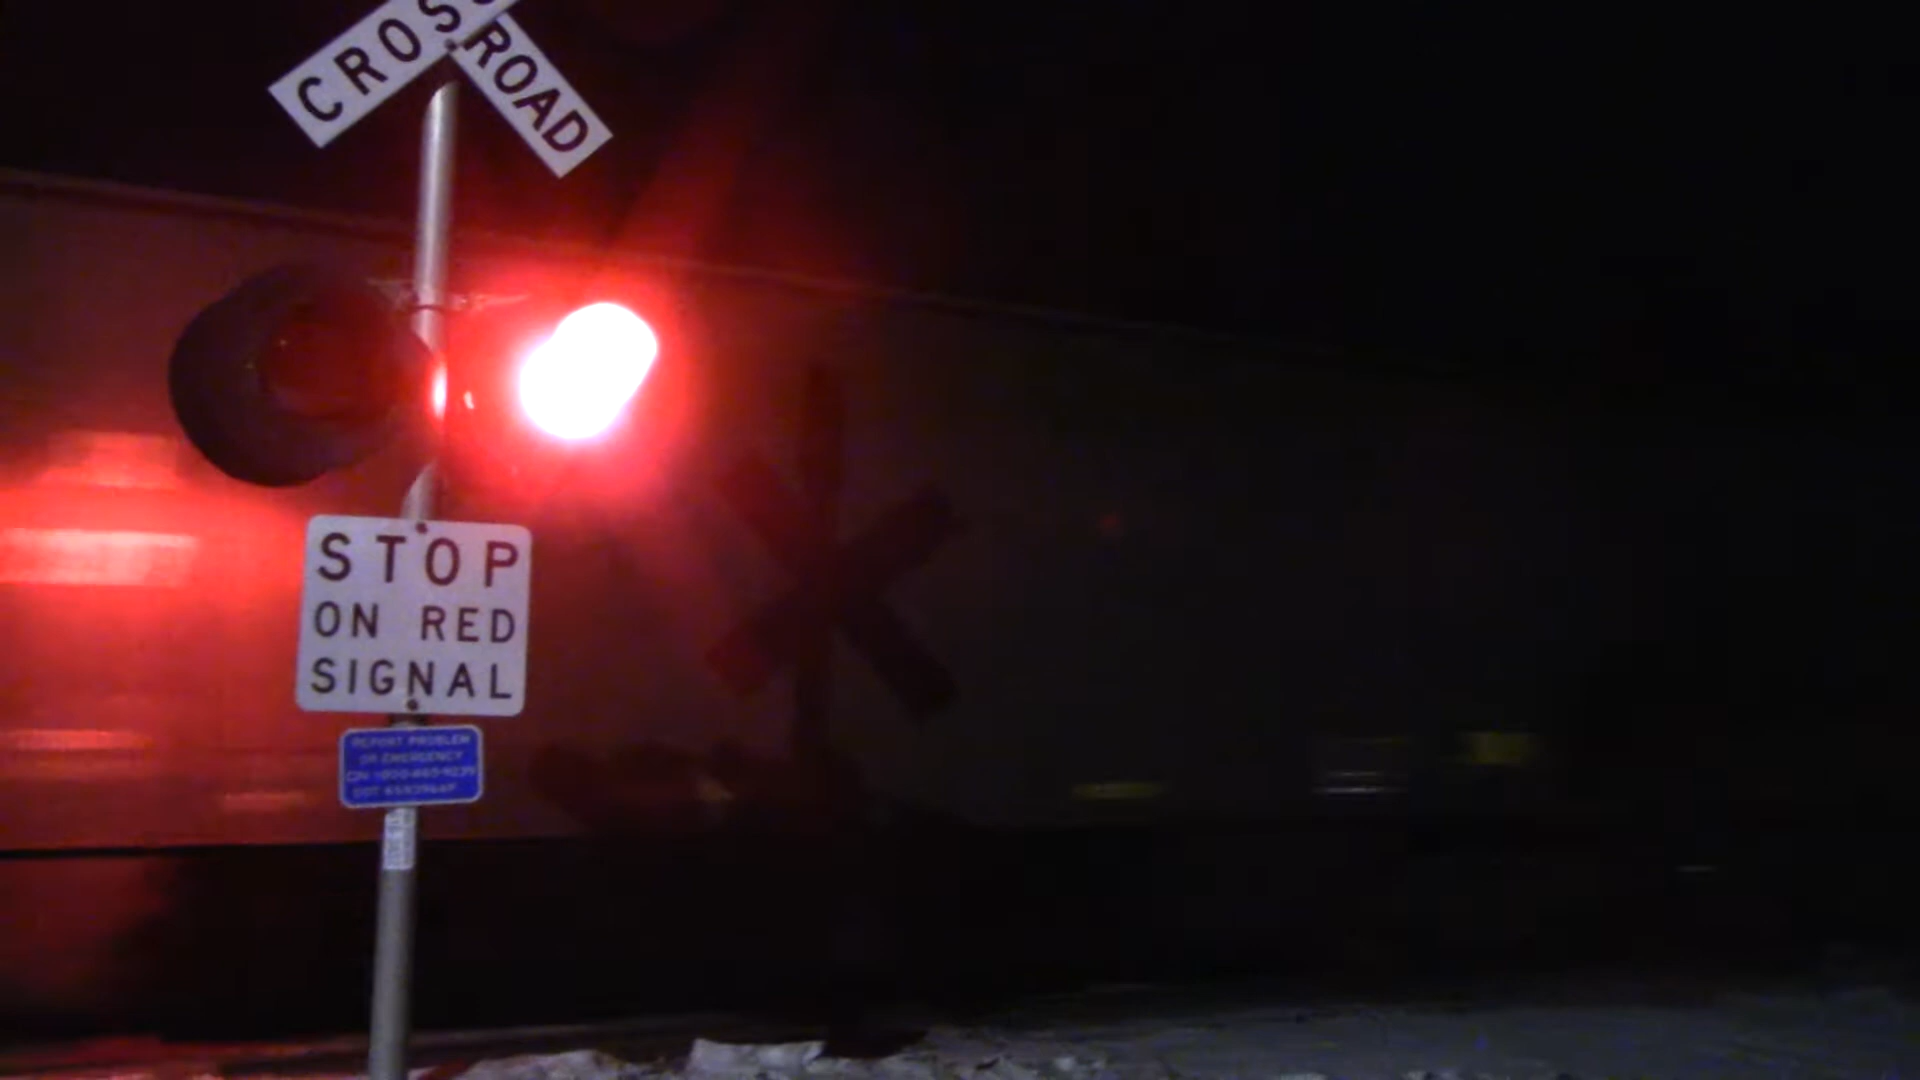 CROS
ROAD
STOP
ON RED
SIGNAL
REPORT PROBLEM
OR EMERGENCY